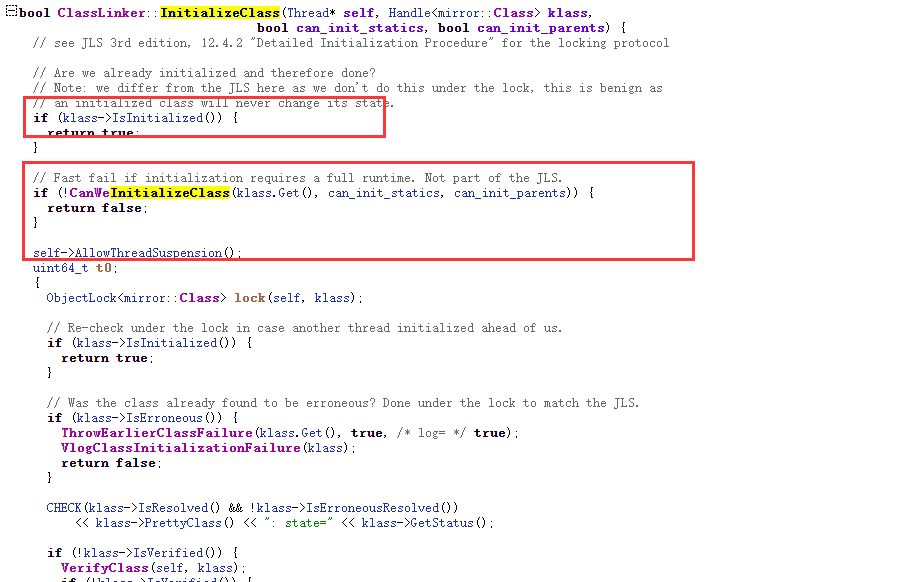 bool ClassLinker::InitializeClass(Thread* self, Handle<mirror::Class> klass,
bool can_init_statics, bool can_init_parents) {
// see JLS 3rd edition, 12.4.2 "Detailed Initialization Procedure" for the locking protocol
// Are we already initialized and therefore done?
// Note: we differ from the JLS here as we don't do this under the lock, this is benign as
// an initialized class will never change its state.
if (klass->IsInitialized()) {
return true;
}
// Fast fail if initialization requires a full runtime. Not part of the JLS.
if (!CanWeInitializeClass(klass.Get(), can_init_statics, can_init_parents)) {
return false;
}
self->AllowThreadSuspension();
uint64_t t0;
{
ObjectLock<mirror::Class> lock(self, klass);
// Re-check under the lock in case another thread initialized ahead of us.
if (klass->IsInitialized()) {
return true;
}
// Was the class already found to be erroneous? Done under the lock to match the JLS.
if (klass->IsErroneous()) {
ThrowEarlierClassFailure(klass.Get(), true, /* log= */ true);
VlogClassInitializationFailure(klass);
return false;
}
CHECK(klass->IsResolved() && !klass->IsErroneousResolved())
<< klass->PrettyClass() << ": state=" << klass->GetStatus();
if (!klass->IsVerified()) {
VerifyClass(self, klass);
if (!klass->IsVerified()) {